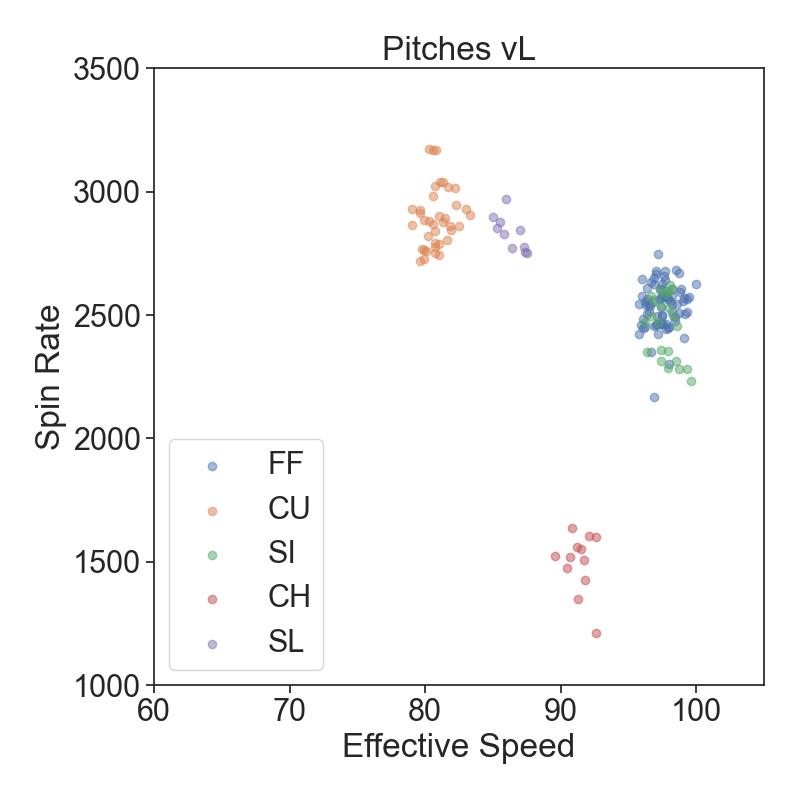 Pitches vL
3500
3000
2500
2000
1500
1000
Spin Rate
FF
CU
SI
CH
SL
60 70 80 90 100
Effective Speed